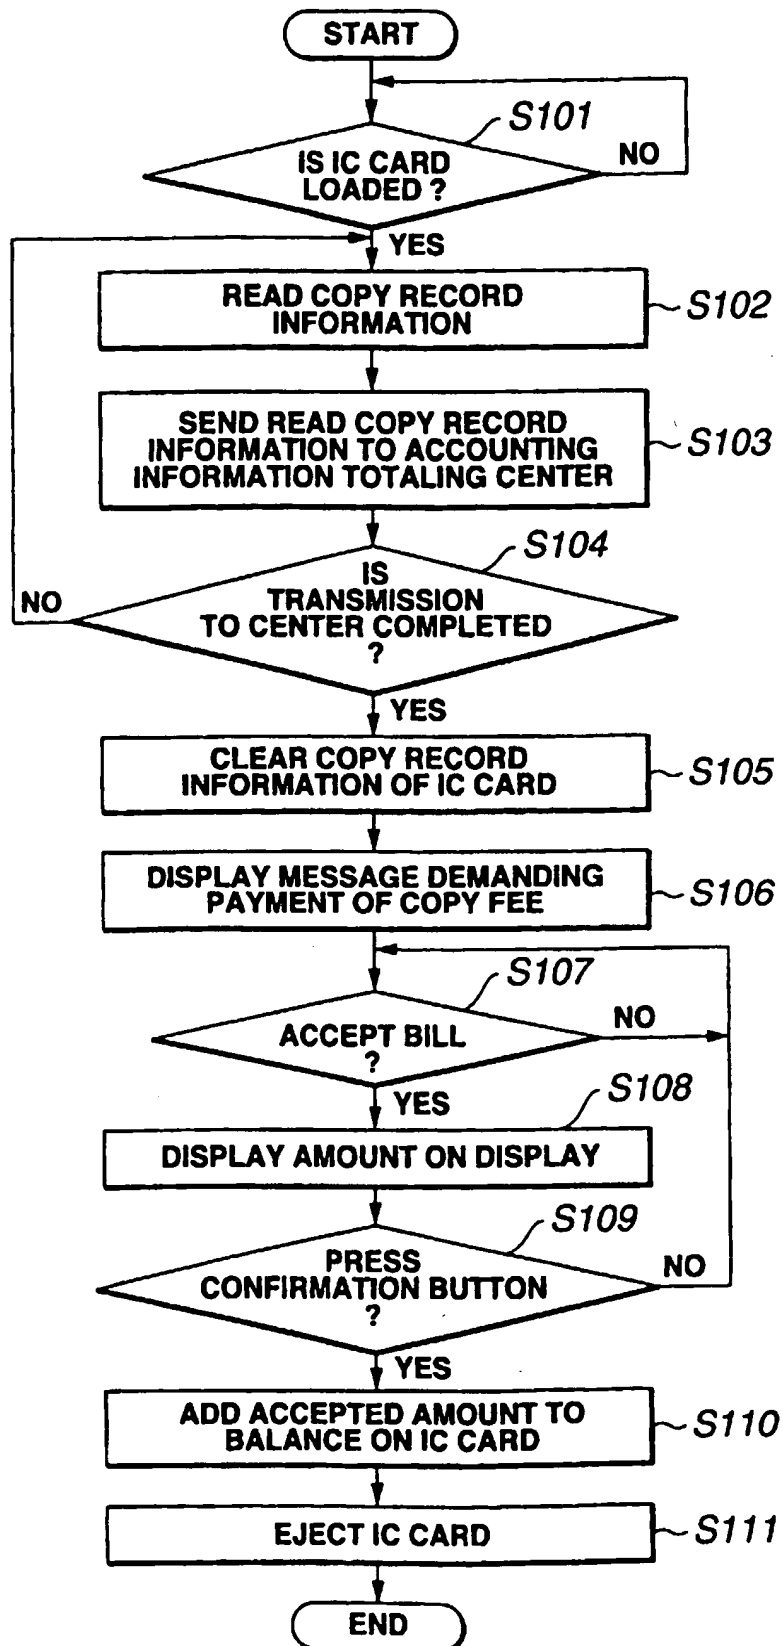 START
S101
IS IC CARD
LOADED ?
NO
YES
READ COPY RECORD
INFORMATION
S102
SEND READ COPY RECORD
INFORMATION TO ACCOUNTING
INFORMATION TOTALING CENTER
S103
S104
IS
TRANSMISSION
TO CENTER COMPLETED
?
NO
YES
CLEAR COPY RECORD
INFORMATION OF IC CARD
S105
DISPLAY MESSAGE DEMANDING
PAYMENT OF COPY FEE
S106
S107
ACCEPT BILL
?
NO
YES
S108
DISPLAY AMOUNT ON DISPLAY
S109
PRESS
CONFIRMATION BUTTON
?
NO
YES
ADD ACCEPTED AMOUNT TO
BALANCE ON IC CARD
S110
EJECT IC CARD
S111
END